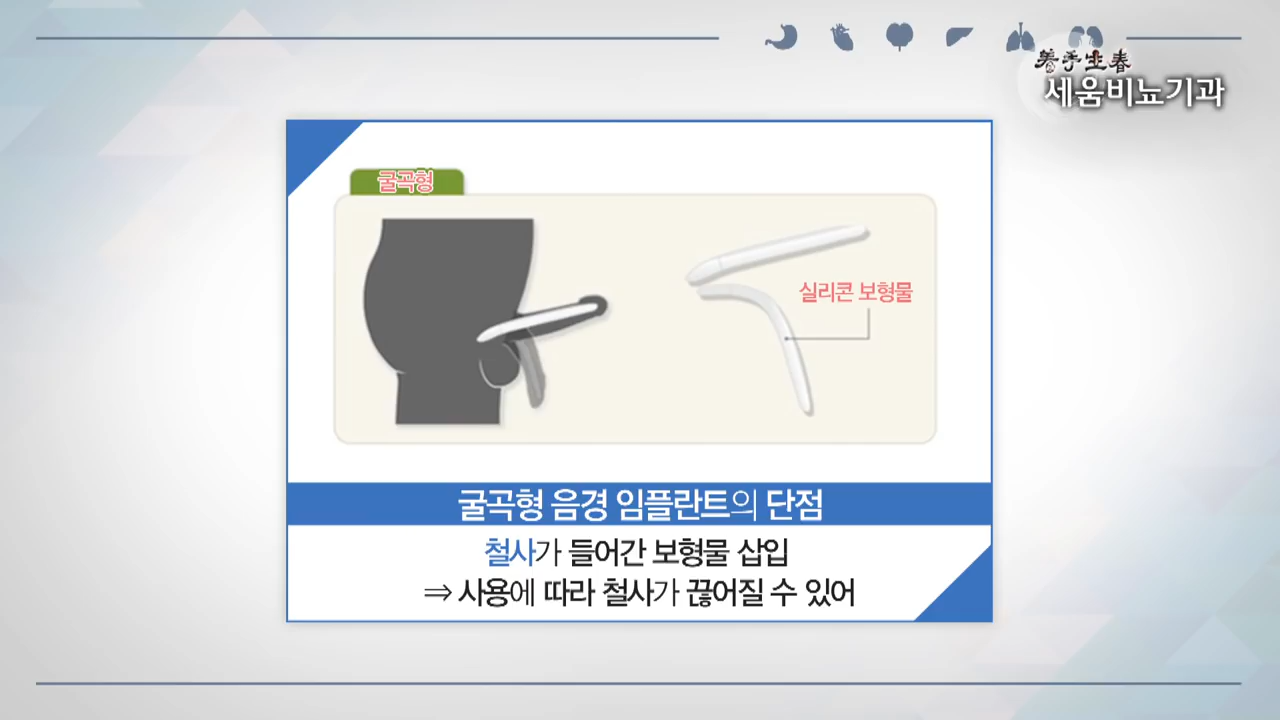 着手生春
세움비뇨기과
굴곡형
실리콘 보형물
굴곡형 음경 임플란트의 단점
철사가 들어간 보형물 삽입
⇒ 사용에 따라 철사가 끊어질 수 있어